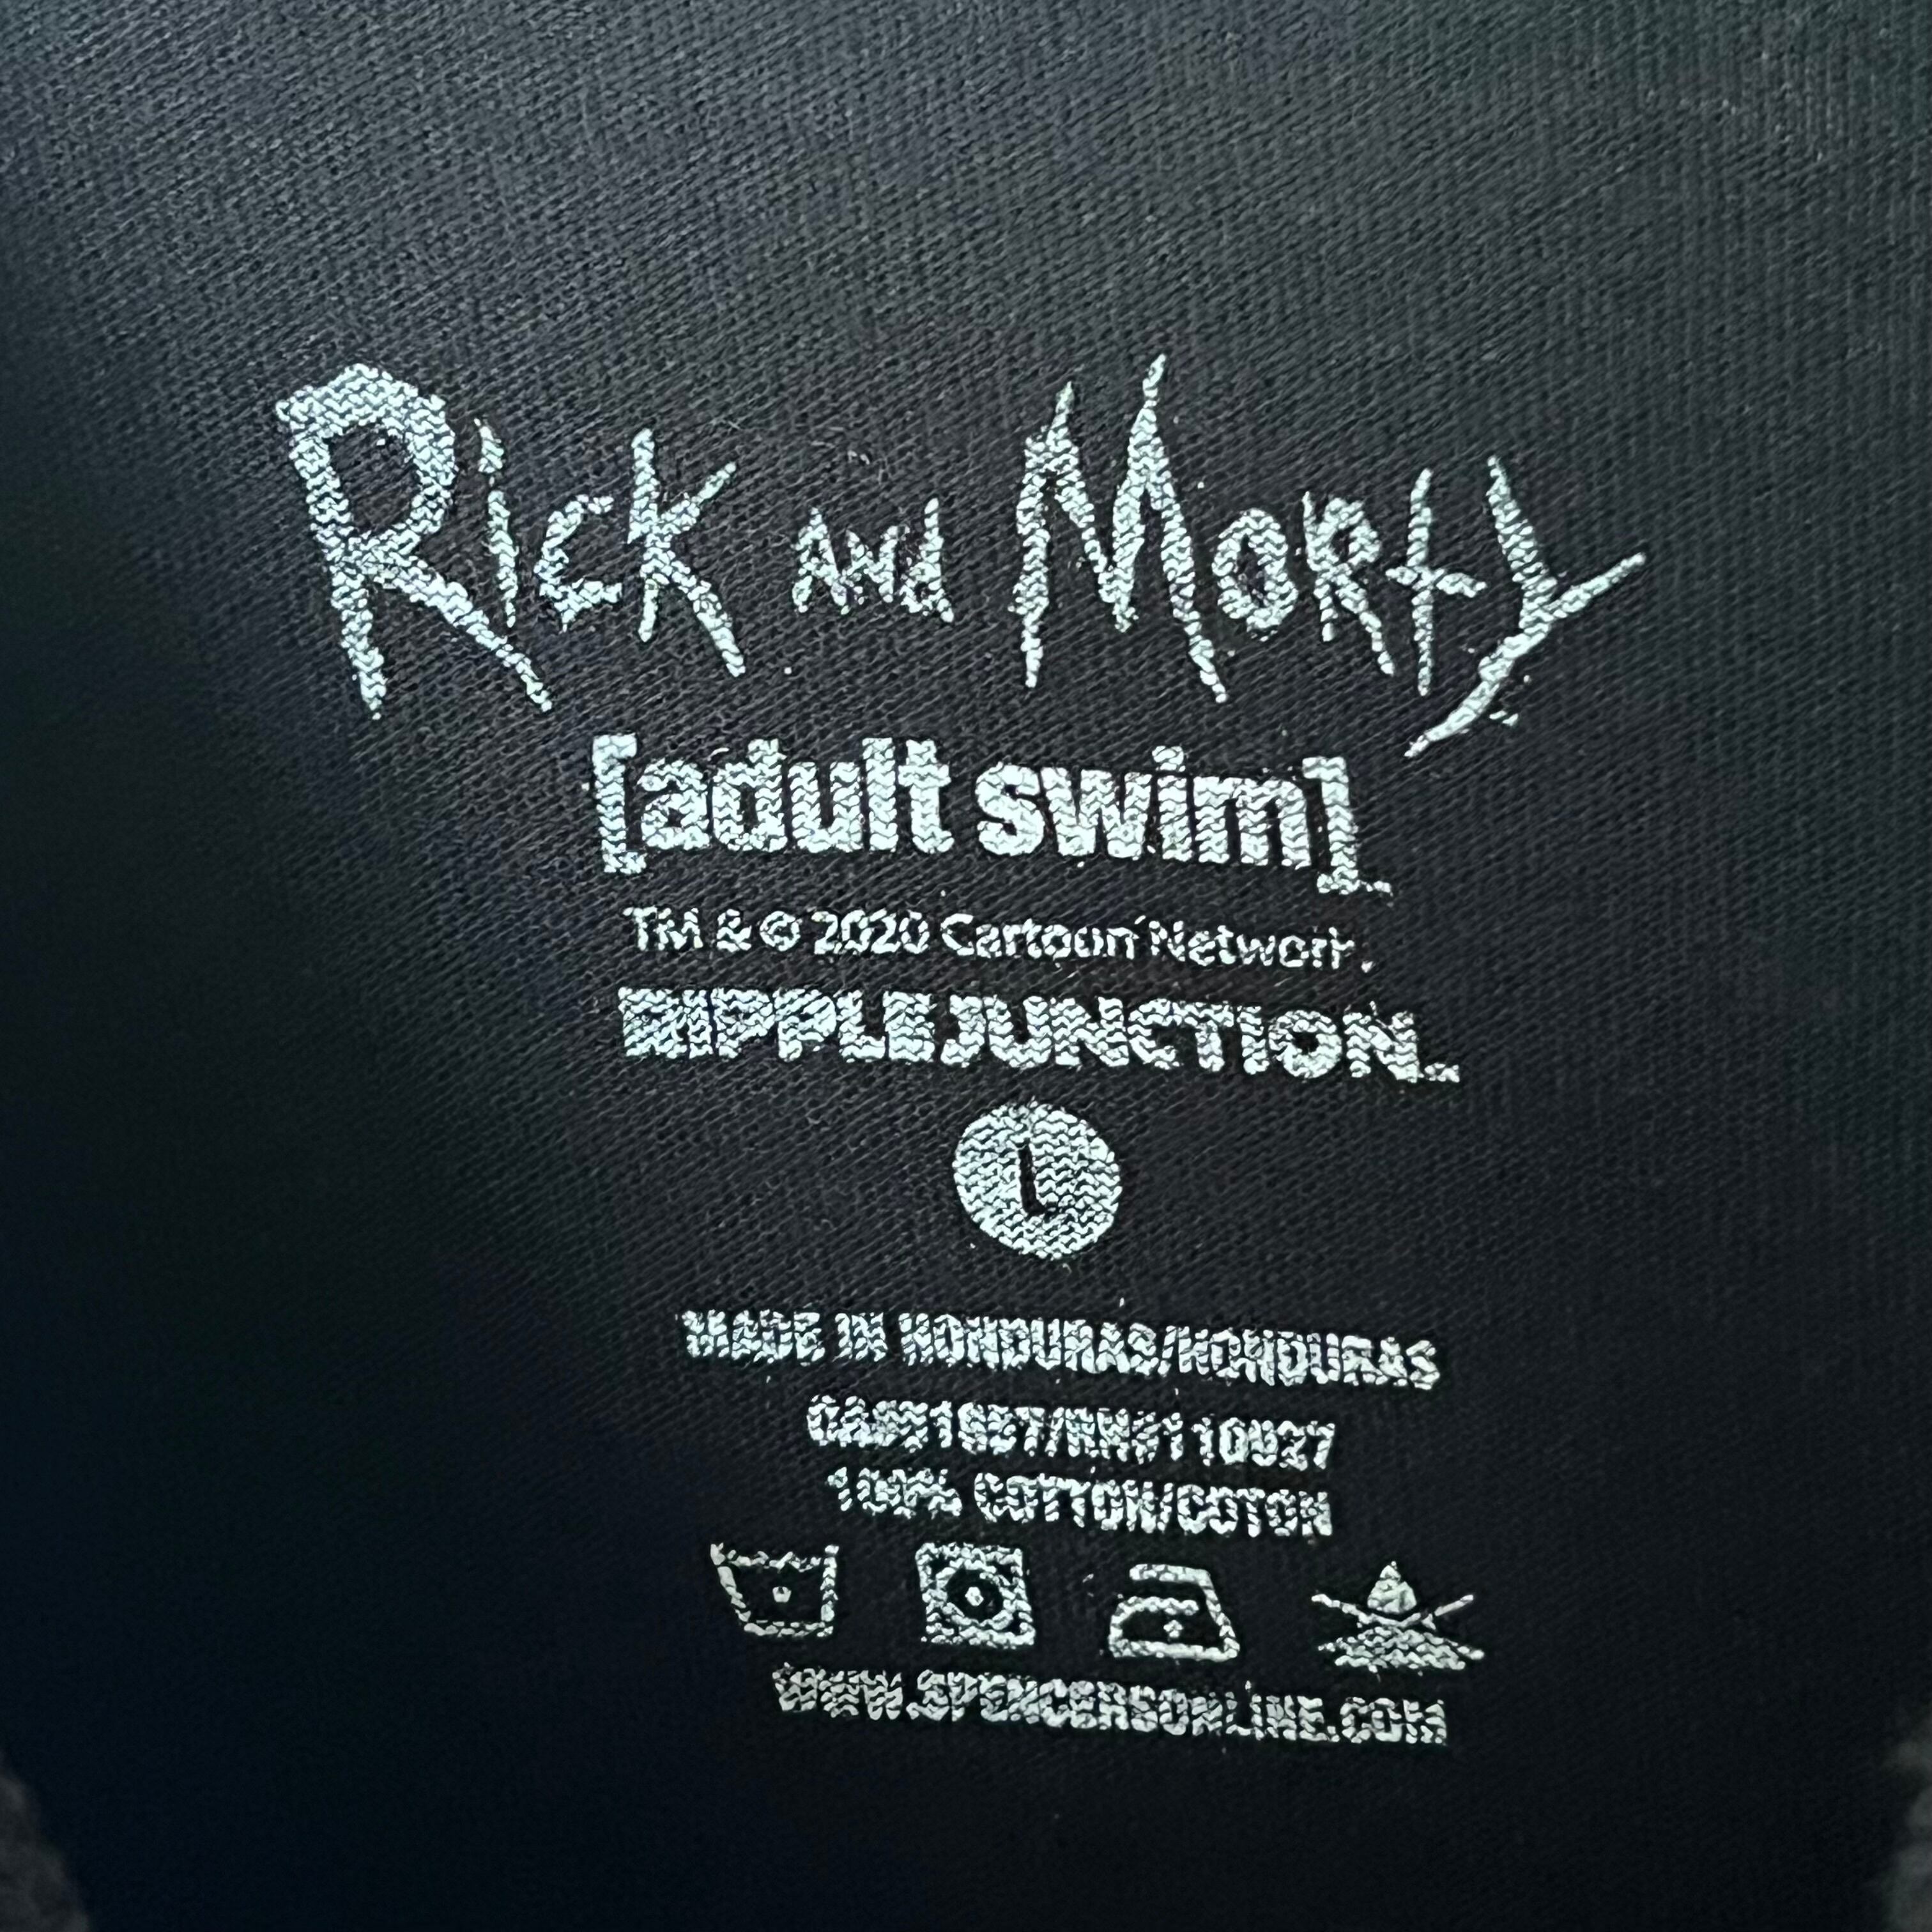 Rick and Morty
[adult swim]
TM & © 2020 Cartoon Network.
RIPPLE JUNCTION™
L
MADE IN HONDURAS/HONDURAS
100% COTTON/COTON
WWW.SPENCERSONLINE.COM